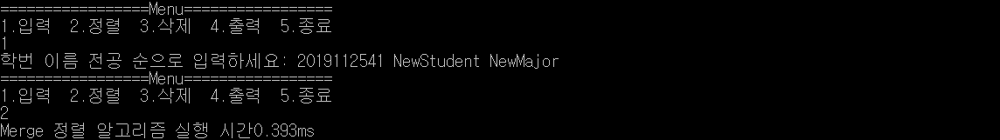 =================Menu=================
1.입력  2.정렬  3.삭제  4.출력  5.종료
1
학번 이름 전공 순으로 입력하세요: 2019112541 NewStudent NewMajor
=================Menu=================
1.입력  2.정렬  3.삭제  4.출력  5.종료
2
Merge 정렬 알고리즘 실행 시간0.393ms